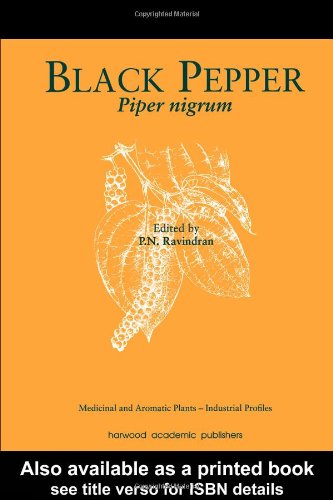 BLACK PEPPER
Piper nigrum
Edited by
P.N. Ravindran
Medicinal and Aromatic Plants – Industrial Profiles
harwood academic publishers
Also available as a printed book
see title verso for ISBN details